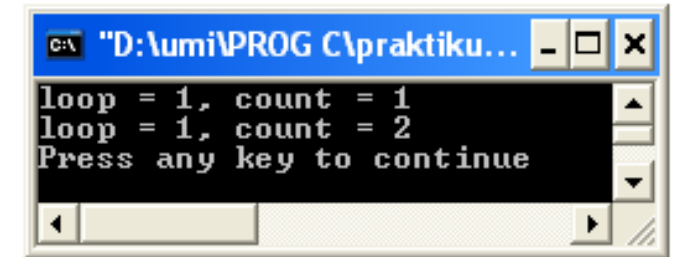 "D:\umi\PROG C\praktiku...
loop = 1, count = 1
loop = 1, count = 2
Press any key to continue